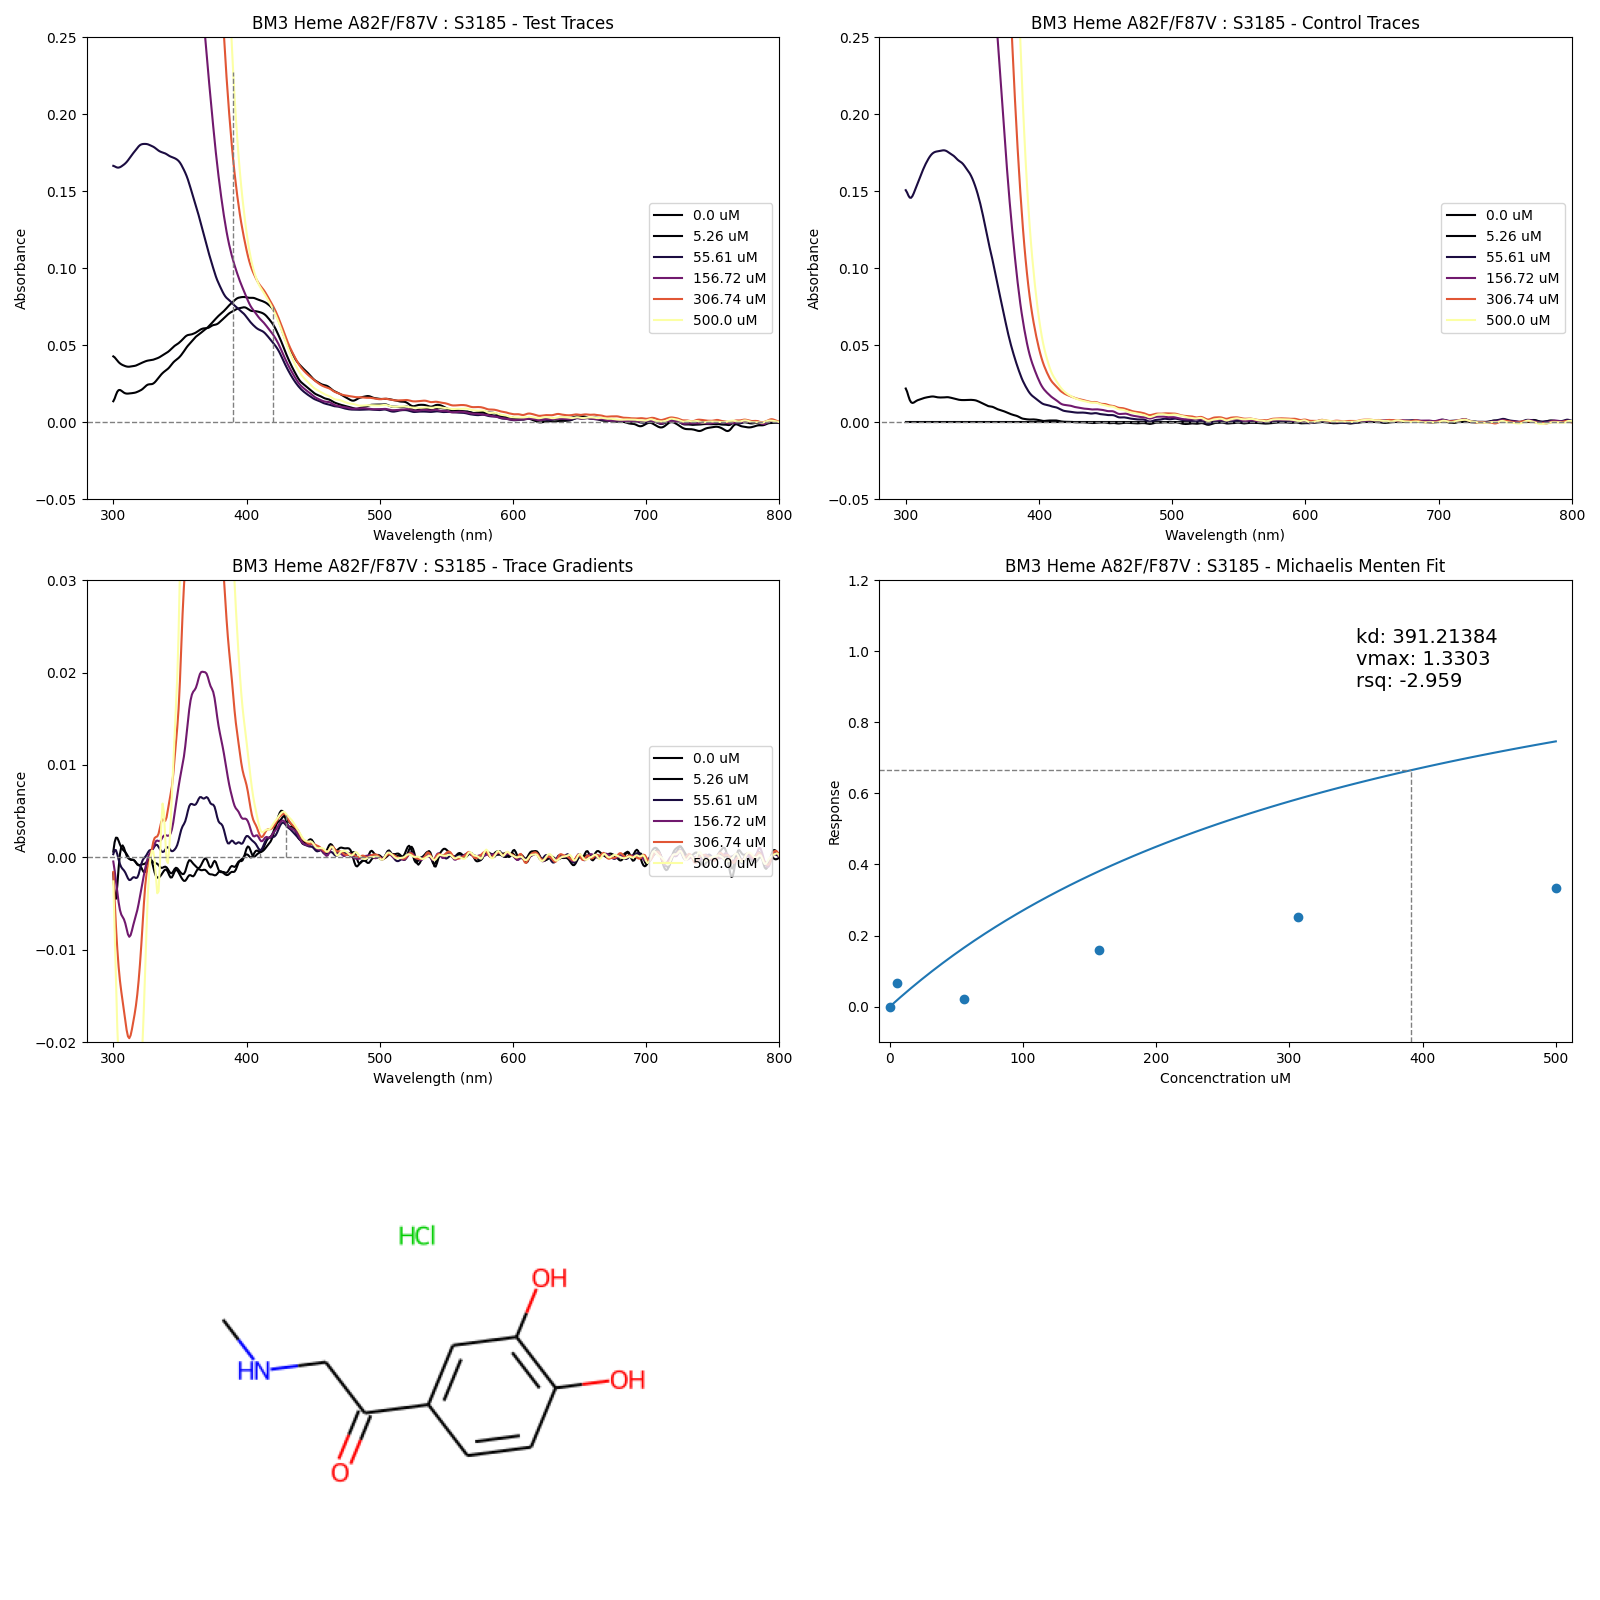 BM3 Heme A82F/F87V : S3185 - Test Traces
0.25
0.20
0.15
0.10
0.05
0.00
−0.05
Absorbance
300 400 500 600 700 800
Wavelength (nm)
0.0 uM
5.26 uM
55.61 uM
156.72 uM
306.74 uM
500.0 uM
BM3 Heme A82F/F87V : S3185 - Control Traces
0.25
0.20
0.15
0.10
0.05
0.00
−0.05
Absorbance
300 400 500 600 700 800
Wavelength (nm)
0.0 uM
5.26 uM
55.61 uM
156.72 uM
306.74 uM
500.0 uM
BM3 Heme A82F/F87V : S3185 - Trace Gradients
0.03
0.02
0.01
0.00
−0.01
−0.02
Absorbance
300 400 500 600 700 800
Wavelength (nm)
0.0 uM
5.26 uM
55.61 uM
156.72 uM
306.74 uM
500.0 uM
BM3 Heme A82F/F87V : S3185 - Michaelis Menten Fit
1.2
1.0
0.8
0.6
0.4
0.2
0.0
Response
0 100 200 300 400 500
Concenctration uM
kd: 391.21384
vmax: 1.3303
rsq: -2.959
HCl
OH
HN
OH
O